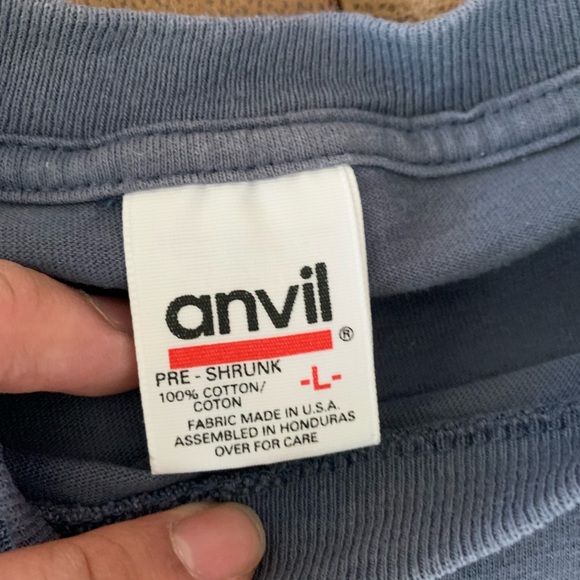 anvil®
PRE - SHRUNK
100% COTTON/
COTON
-L-
FABRIC MADE IN U.S.A.
ASSEMBLED IN HONDURAS
OVER FOR CARE